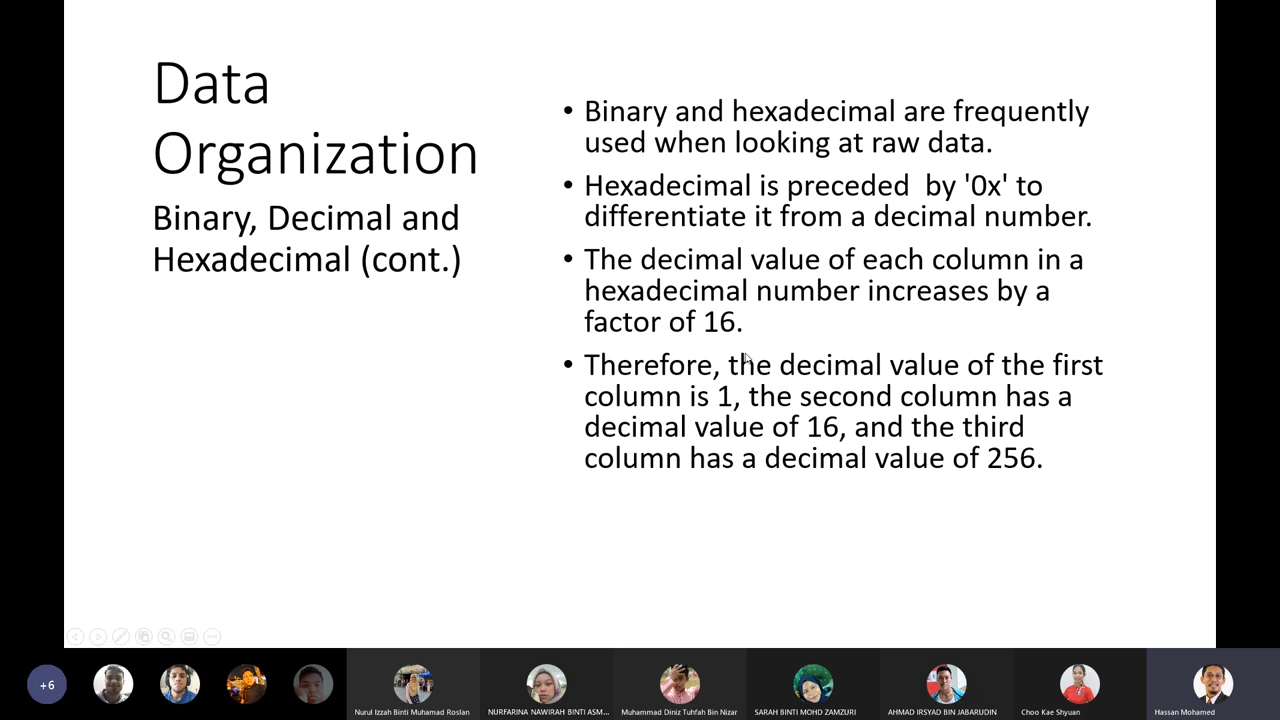 Data
Organization
Binary, Decimal and
Hexadecimal (cont.)
• Binary and hexadecimal are frequently
used when looking at raw data.
• Hexadecimal is preceded  by '0x' to
differentiate it from a decimal number.
• The decimal value of each column in a
hexadecimal number increases by a
factor of 16.
• Therefore, the decimal value of the first
column is 1, the second column has a
decimal value of 16, and the third
column has a decimal value of 256.
+6
Nurul Izzah Binti Muhamad Roslan
NURFARINA NAWIRAH BINTI ASM...
Muhammad Diniz Tuhfah Bin Nizar
SARAH BINTI MOHD ZAMZURI
AHMAD IRSYAD BIN JABARUDIN
Choo Kae Shyuan
Hassan Mohamed